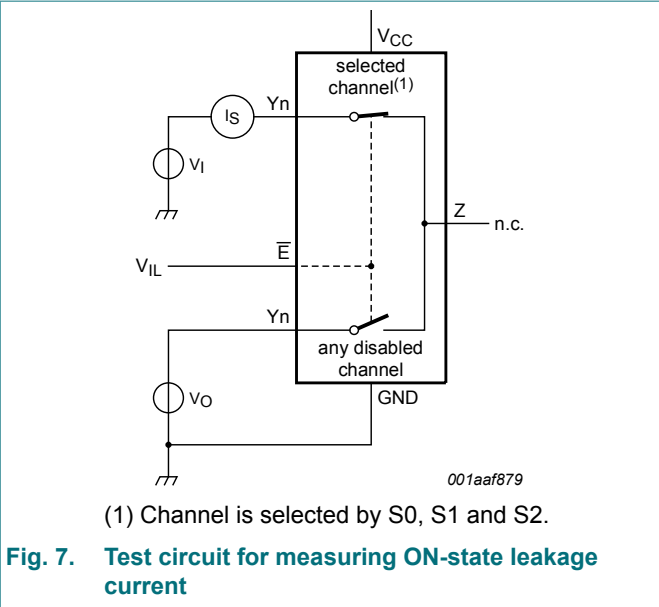 VCC
selected
channel(1)
Yn
IS
VI
Z
n.c.
E
VIL
Yn
any disabled
channel
VO
GND
001aaf879
(1) Channel is selected by S0, S1 and S2.
Fig. 7. Test circuit for measuring ON-state leakage
current